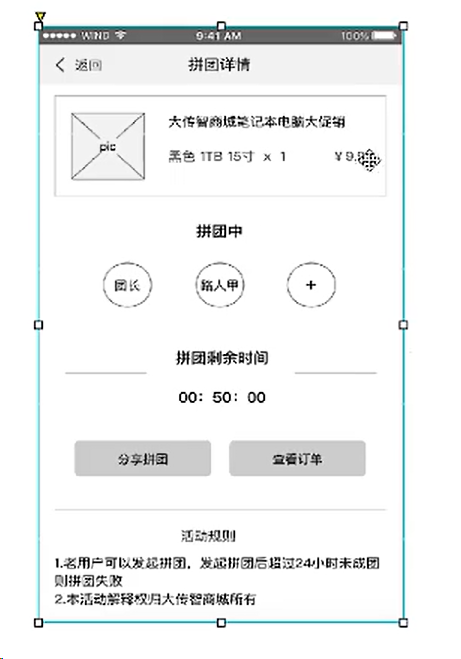 WIND 9:41 AM 100%
返回 拼团详情
大传智商城笔记本电脑大促销
pic
黑色 1TB 15寸 x 1 ¥9.
拼团中
团长 路人甲 +
拼团剩余时间
00：50：00
分享拼团 查看订单
活动规则
1.老用户可以发起拼团，发起拼团后超过24小时未成团
则拼团失败
2.本活动解释权归大传智商城所有